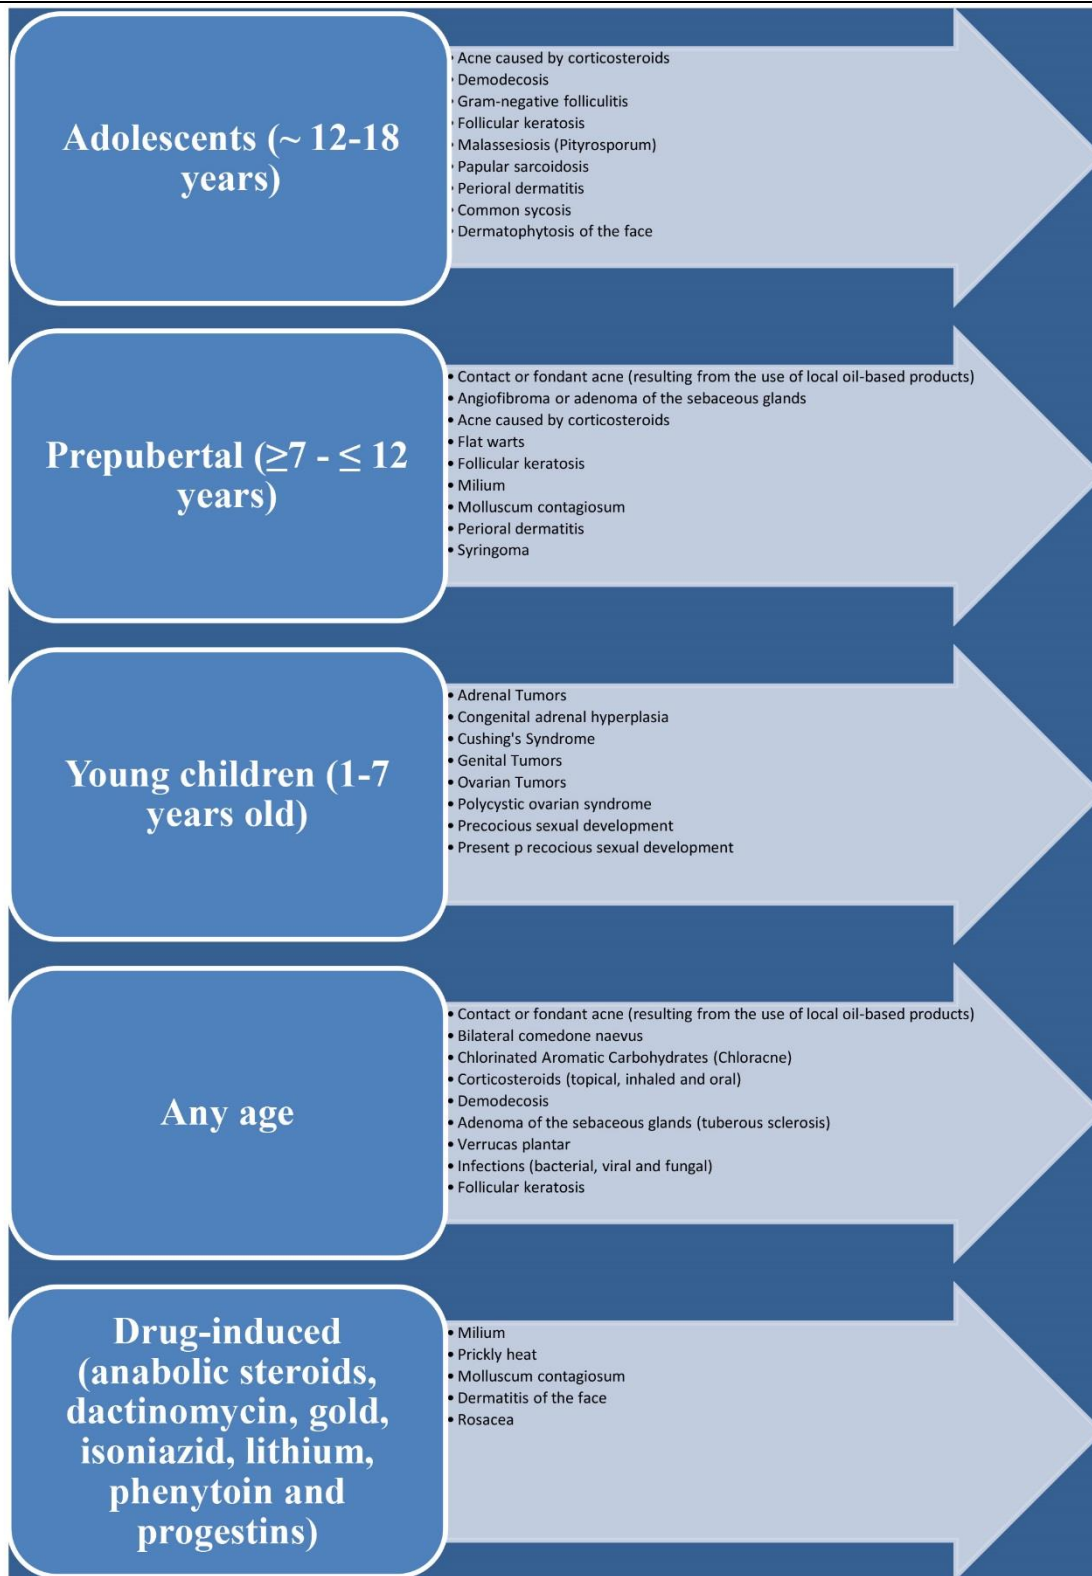 Adolescents (~ 12-18
years)
• Acne caused by corticosteroids
• Demodecosis
• Gram-negative folliculitis
• Follicular keratosis
• Malassesiosis (Pityrosporum)
• Papular sarcoidosis
• Perioral dermatitis
• Common sycosis
• Dermatophytosis of the face
Prepubertal (≥7 - ≤ 12
years)
• Contact or fondant acne (resulting from the use of local oil-based products)
• Angiofibroma or adenoma of the sebaceous glands
• Acne caused by corticosteroids
• Flat warts
• Follicular keratosis
• Milium
• Molluscum contagiosum
• Perioral dermatitis
• Syringoma
Young children (1-7
years old)
• Adrenal Tumors
• Congenital adrenal hyperplasia
• Cushing's Syndrome
• Genital Tumors
• Ovarian Tumors
• Polycystic ovarian syndrome
• Precocious sexual development
• Present p recocious sexual development
Any age
• Contact or fondant acne (resulting from the use of local oil-based products)
• Bilateral comedone naevus
• Chlorinated Aromatic Carbohydrates (Chloracne)
• Corticosteroids (topical, inhaled and oral)
• Demodecosis
• Adenoma of the sebaceous glands (tuberous sclerosis)
• Verrucas plantar
• Infections (bacterial, viral and fungal)
• Follicular keratosis
Drug-induced
(anabolic steroids,
dactinomycin, gold,
isoniazid, lithium,
phenytoin and
progestins)
• Milium
• Prickly heat
• Molluscum contagiosum
• Dermatitis of the face
• Rosacea